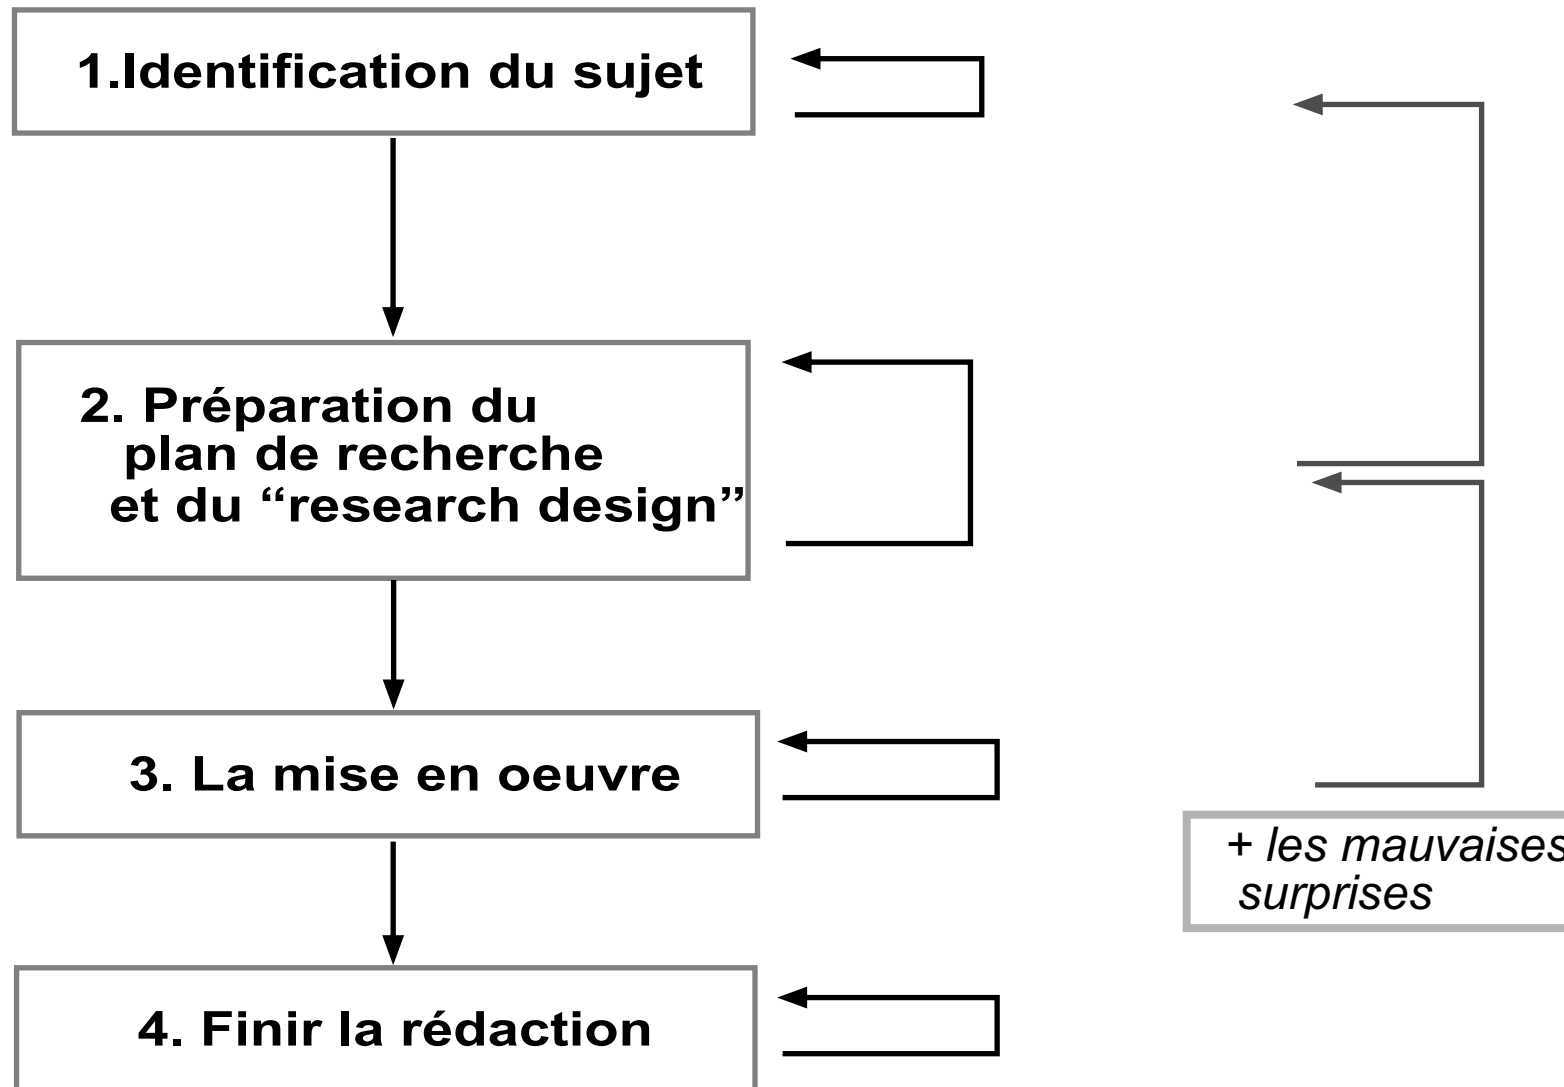 1.Identification du sujet
2. Préparation du
plan de recherche
et du “research design”
3. La mise en oeuvre
+ les mauvaises
surprises
4. Finir la rédaction